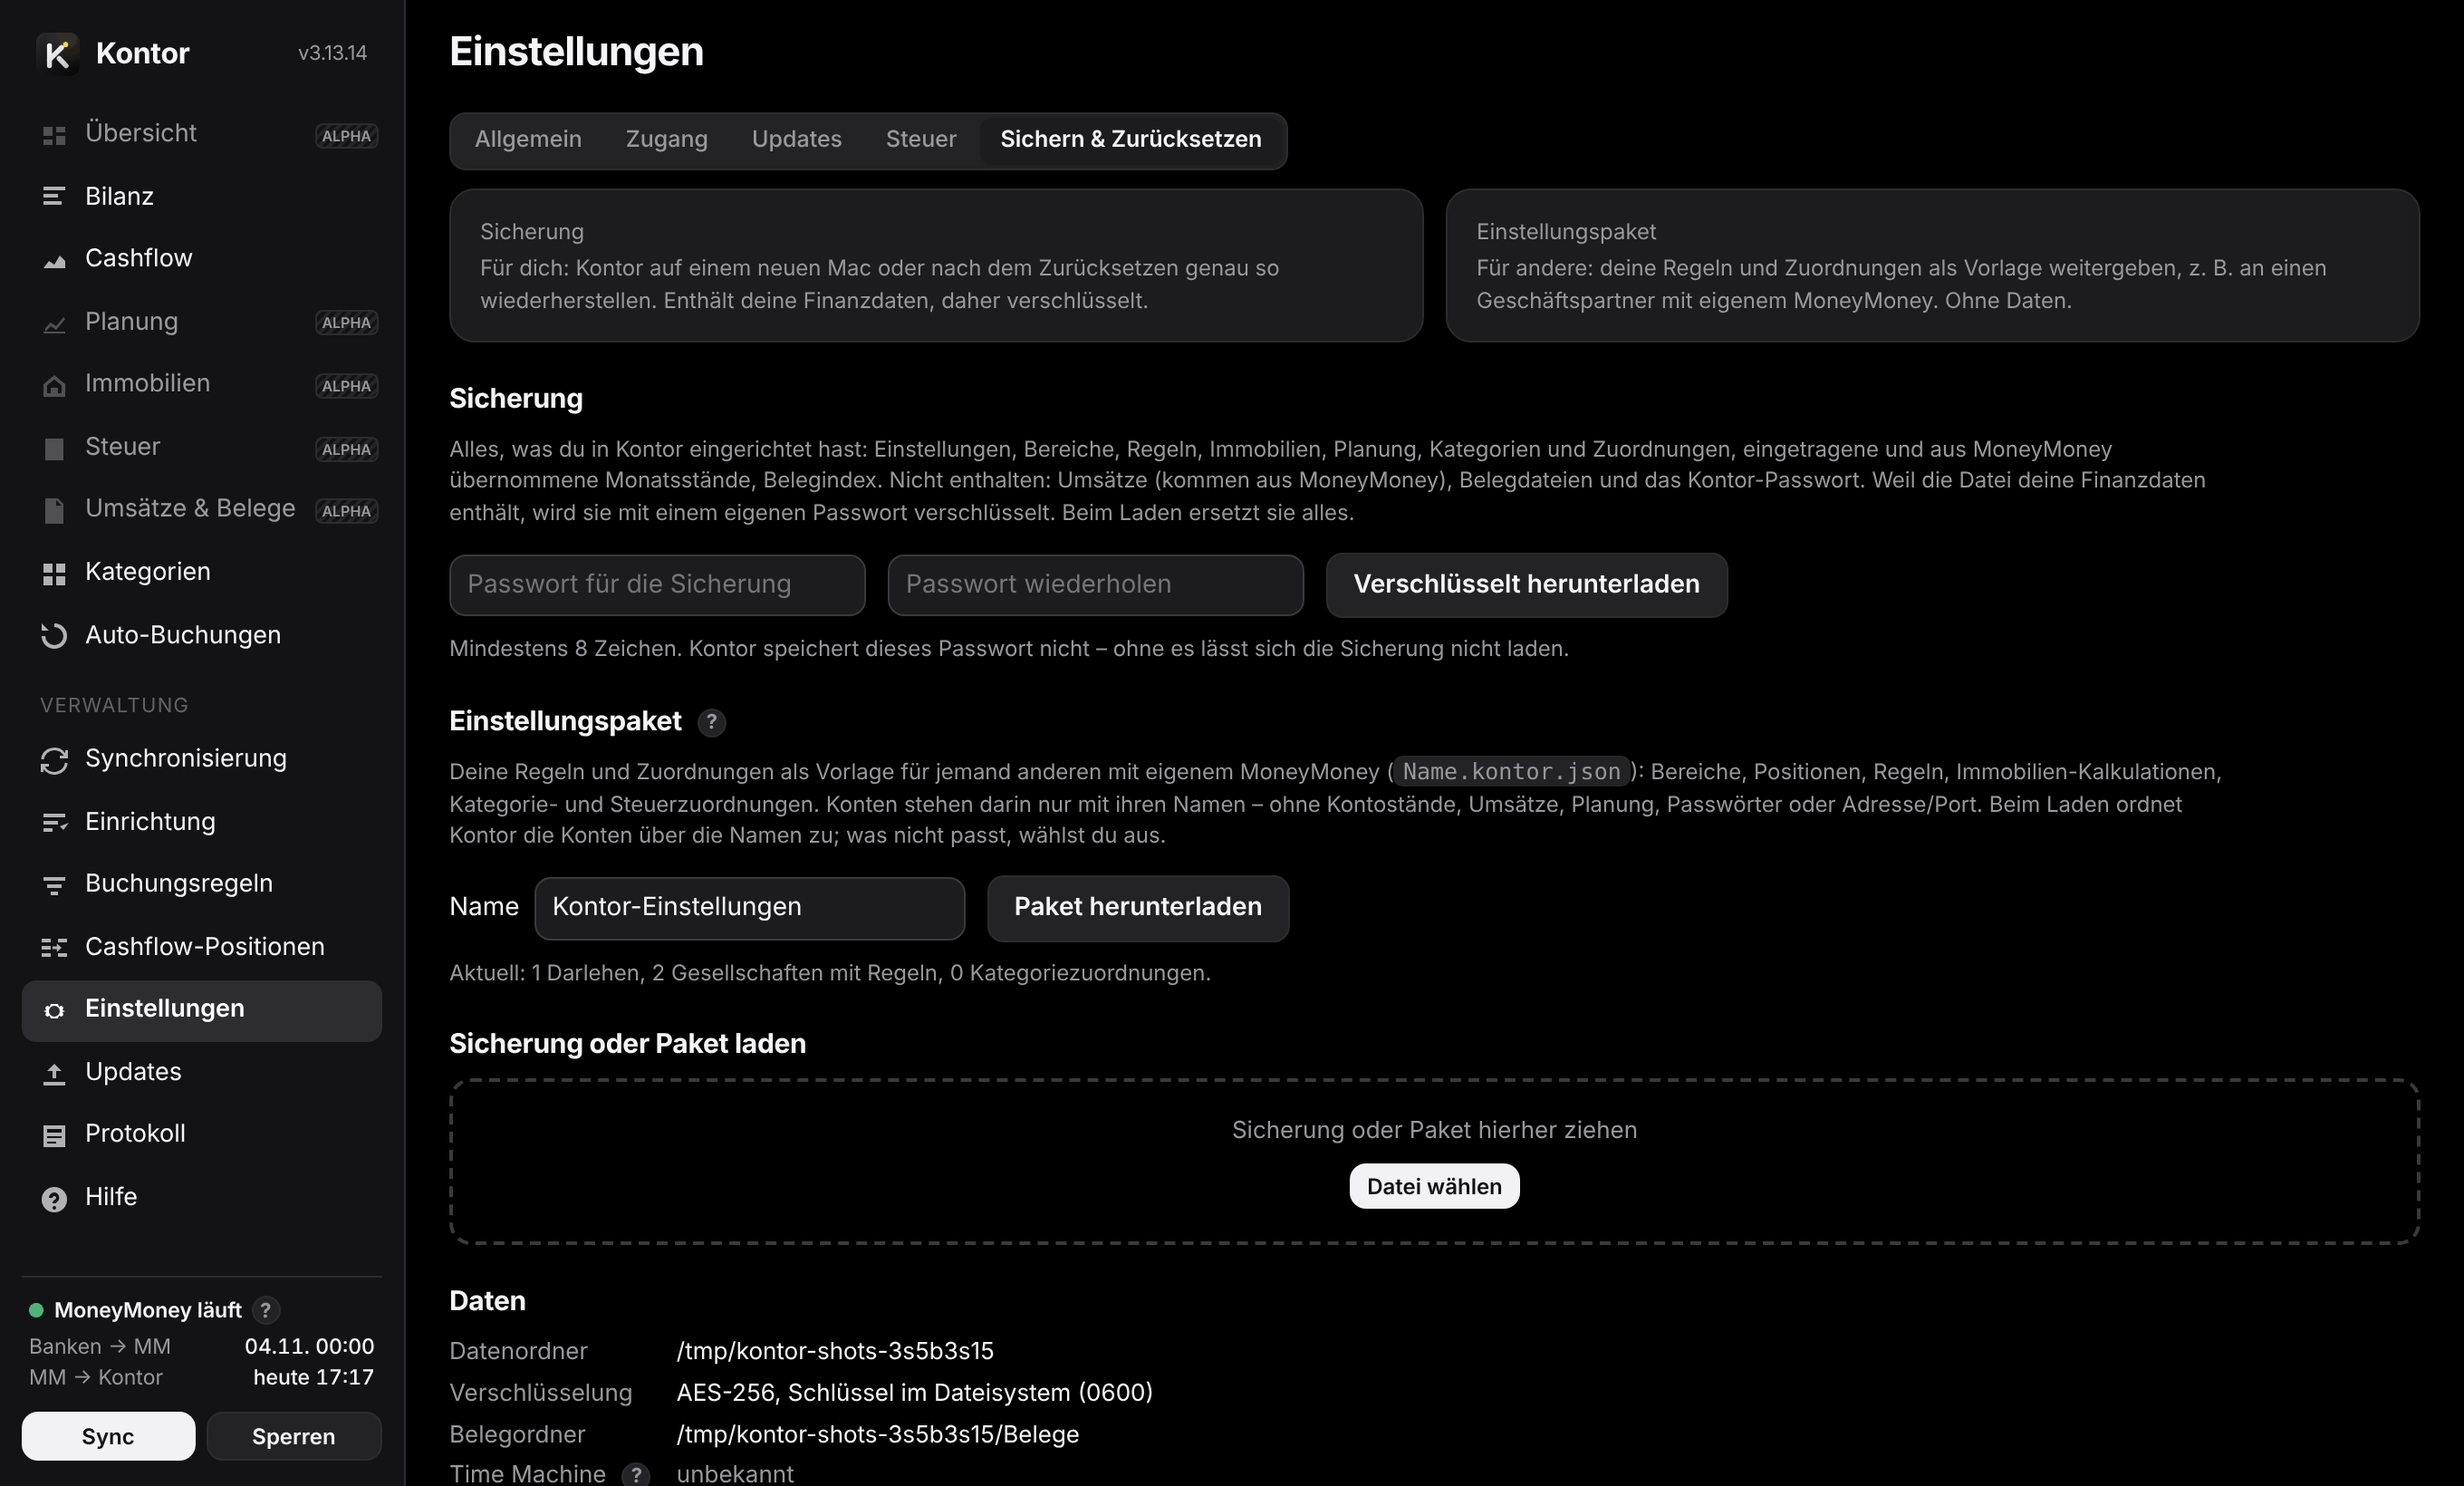 Kontor
v3.13.14
Übersicht
ALPHA
Bilanz
Cashflow
Planung
ALPHA
Immobilien
ALPHA
Steuer
ALPHA
Umsätze & Belege
ALPHA
Kategorien
Auto-Buchungen
VERWALTUNG
Synchronisierung
Einrichtung
Buchungsregeln
Cashflow-Positionen
Einstellungen
Updates
Protokoll
Hilfe
MoneyMoney läuft ?
Banken → MM 04.11. 00:00
MM → Kontor heute 17:17
Sync
Sperren
Einstellungen
Allgemein
Zugang
Updates
Steuer
Sichern & Zurücksetzen
Sicherung
Für dich: Kontor auf einem neuen Mac oder nach dem Zurücksetzen genau so
wiederherstellen. Enthält deine Finanzdaten, daher verschlüsselt.
Einstellungspaket
Für andere: deine Regeln und Zuordnungen als Vorlage weitergeben, z. B. an einen
Geschäftspartner mit eigenem MoneyMoney. Ohne Daten.
Sicherung
Alles, was du in Kontor eingerichtet hast: Einstellungen, Bereiche, Regeln, Immobilien, Planung, Kategorien und Zuordnungen, eingetragene und aus MoneyMoney
übernommene Monatsstände, Belegindex. Nicht enthalten: Umsätze (kommen aus MoneyMoney), Belegdateien und das Kontor-Passwort. Weil die Datei deine Finanzdaten
enthält, wird sie mit einem eigenen Passwort verschlüsselt. Beim Laden ersetzt sie alles.
Passwort für die Sicherung
Passwort wiederholen
Verschlüsselt herunterladen
Mindestens 8 Zeichen. Kontor speichert dieses Passwort nicht – ohne es lässt sich die Sicherung nicht laden.
Einstellungspaket ?
Deine Regeln und Zuordnungen als Vorlage für jemand anderen mit eigenem MoneyMoney (Name.kontor.json): Bereiche, Positionen, Regeln, Immobilien-Kalkulationen,
Kategorie- und Steuerzuordnungen. Konten stehen darin nur mit ihren Namen – ohne Kontostände, Umsätze, Planung, Passwörter oder Adresse/Port. Beim Laden ordnet
Kontor die Konten über die Namen zu; was nicht passt, wählst du aus.
Name
Kontor-Einstellungen
Paket herunterladen
Aktuell: 1 Darlehen, 2 Gesellschaften mit Regeln, 0 Kategoriezuordnungen.
Sicherung oder Paket laden
Sicherung oder Paket hierher ziehen
Datei wählen
Daten
Datenordner /tmp/kontor-shots-3s5b3s15
Verschlüsselung AES-256, Schlüssel im Dateisystem (0600)
Belegordner /tmp/kontor-shots-3s5b3s15/Belege
Time Machine ? unbekannt